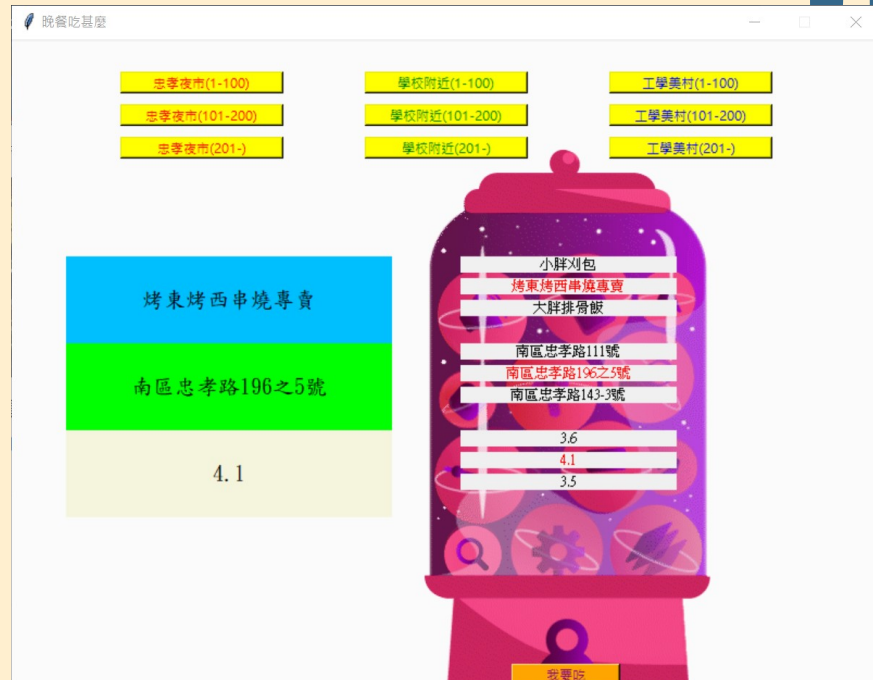 晚餐吃甚麼
忠孝夜市(1-100) 學校附近(1-100) 工學美村(1-100)
忠孝夜市(101-200) 學校附近(101-200) 工學美村(101-200)
忠孝夜市(201-) 學校附近(201-) 工學美村(201-)
烤東烤西串燒專賣
南區忠孝路196之5號
4.1
小胖刈包
烤東烤西串燒專賣
大胖排骨飯
南區忠孝路111號
南區忠孝路196之5號
南區忠孝路143-3號
3.6
4.1
3.5
我要吃